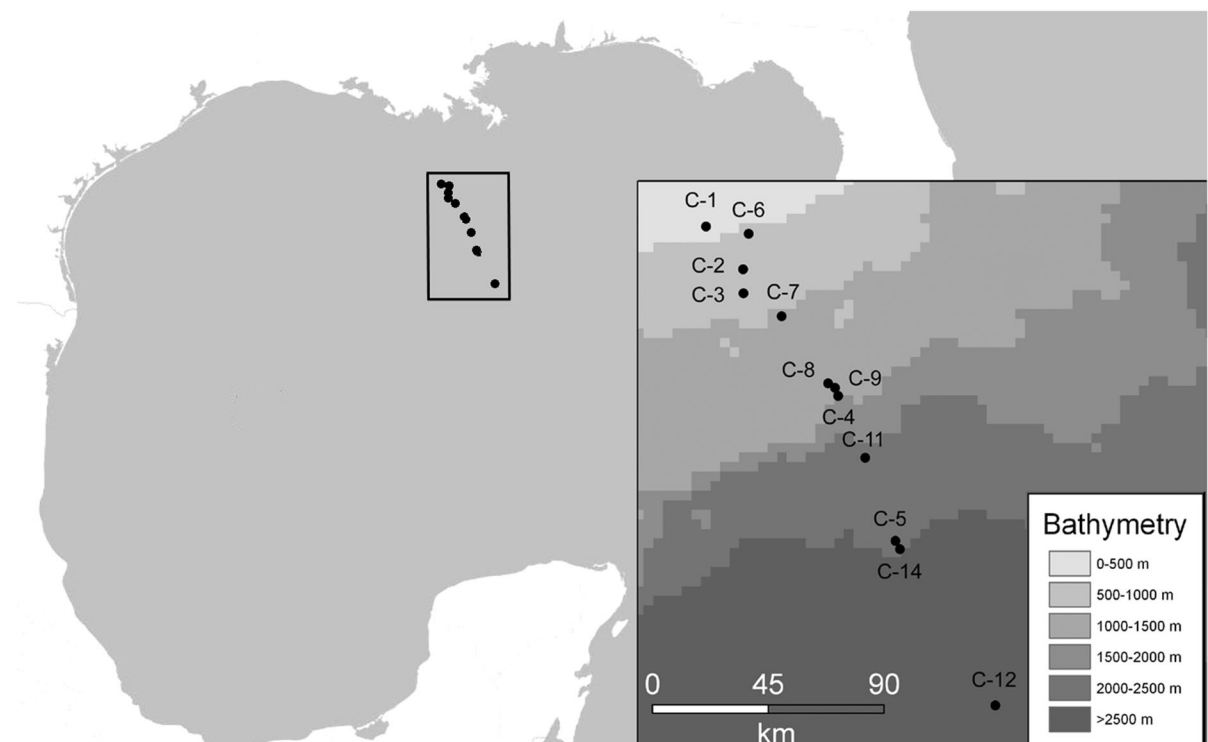 C-1
C-6
C-2
C-3
C-7
C-8
C-9
C-4
C-11
C-5
C-14
C-12
0 45 90
km
Bathymetry
0-500 m
500-1000 m
1000-1500 m
1500-2000 m
2000-2500 m
>2500 m